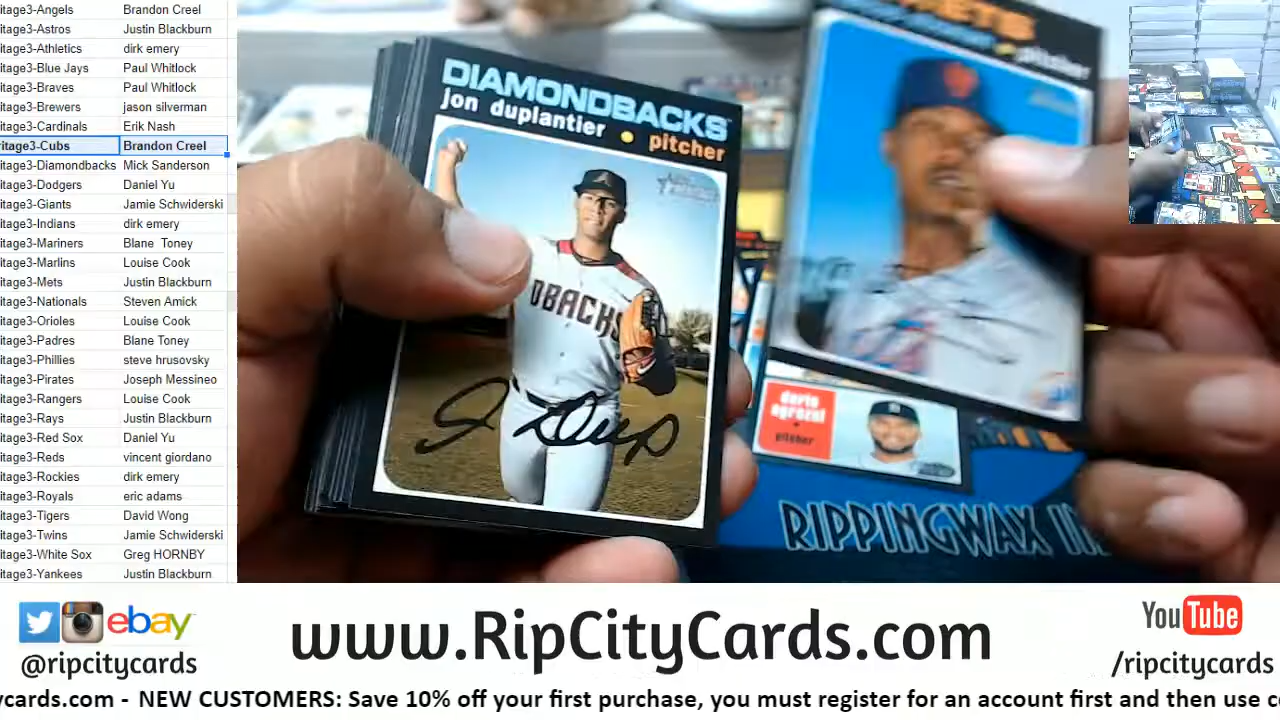 itage3-Angels Brandon Creel
itage3-Astros Justin Blackburn
itage3-Athletics dirk emery
itage3-Blue Jays Paul Whitlock
itage3-Braves Paul Whitlock
itage3-Brewers jason silverman
itage3-Cardinals Erik Nash
ritage3-Cubs Brandon Creel
itage3-Diamondbacks Mick Sanderson
itage3-Dodgers Daniel Yu
itage3-Giants Jamie Schwiderski
itage3-Indians dirk emery
itage3-Mariners Blane Toney
itage3-Marlins Louise Cook
itage3-Mets Justin Blackburn
itage3-Nationals Steven Amick
itage3-Orioles Louise Cook
itage3-Padres Blane Toney
itage3-Phillies steve hrusovsky
itage3-Pirates Joseph Messineo
itage3-Rangers Louise Cook
itage3-Rays Justin Blackburn
itage3-Red Sox Daniel Yu
itage3-Reds vincent giordano
itage3-Rockies dirk emery
itage3-Royals eric adams
itage3-Tigers David Wong
itage3-Twins Jamie Schwiderski
itage3-White Sox Greg HORNBY
itage3-Yankees Justin Blackburn
DIAMONDBACKS
jon duplantier • pitcher
DBACKS
METS
pitcher
dario
agrazal
pitcher
RIPPINGWAX
ebay
@ripcitycards
www.RipCityCards.com
YouTube
/ripcitycards
ycards.com - NEW CUSTOMERS: Save 10% off your first purchase, you must register for an account first and then use c